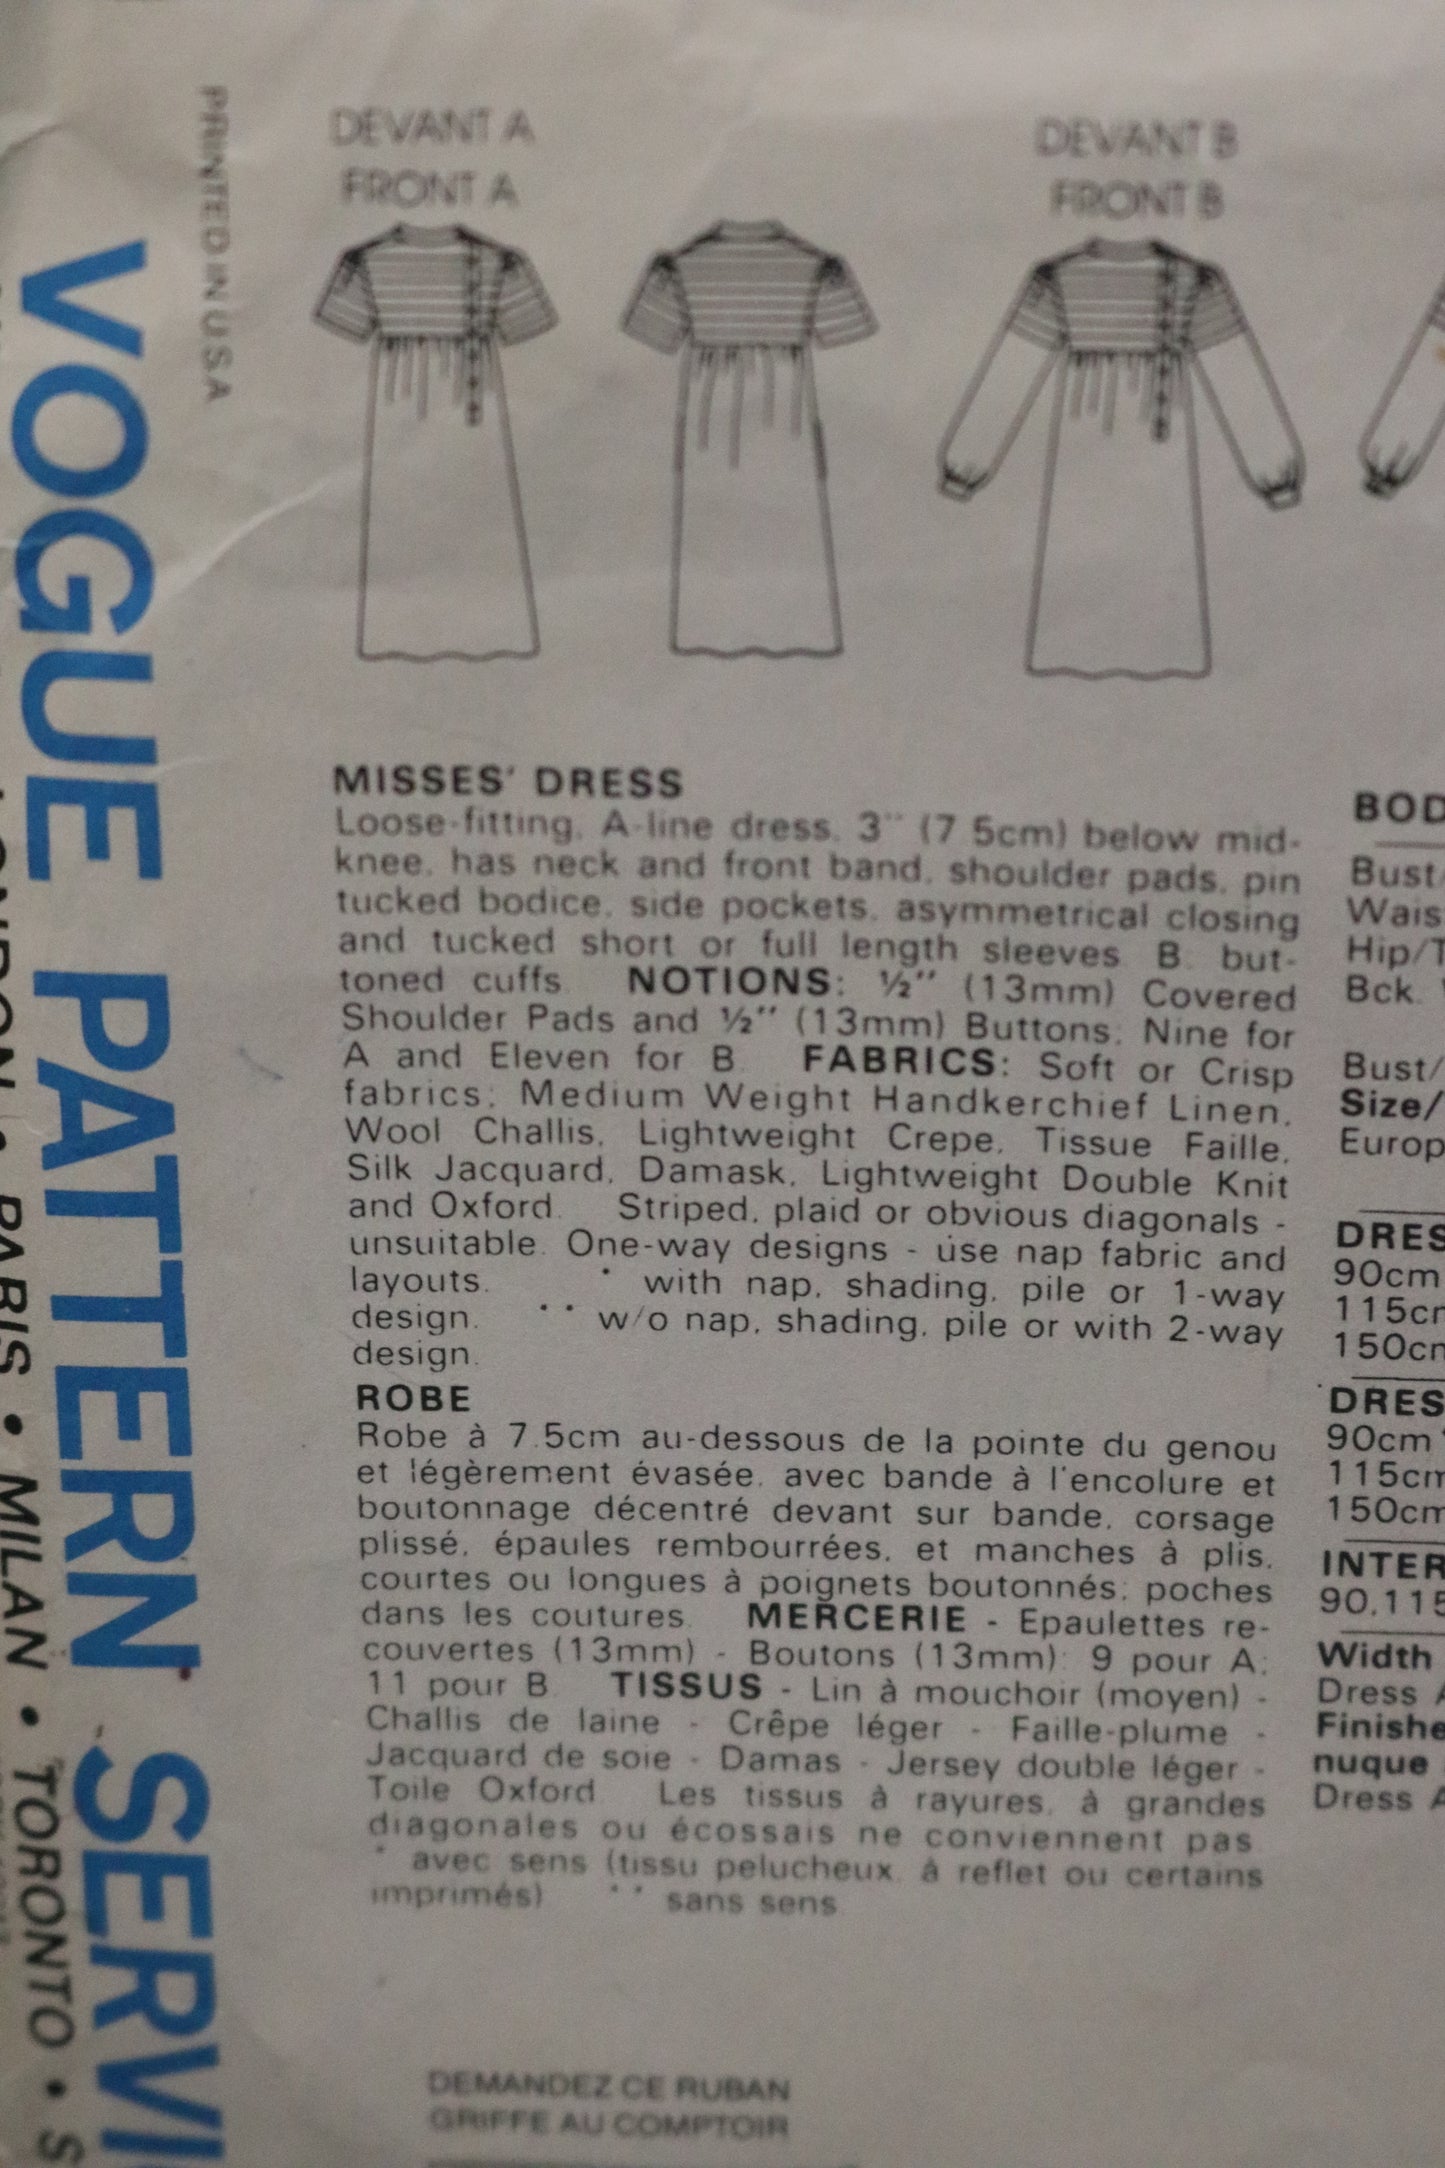 PRINTED IN U.S.A.
VOGUE PATTERN SERVI
LONDON • PARIS • MILAN • TORONTO • S
DEVANT A
FRONT A
DEVANT B
FRONT B
MISSES' DRESS
Loose-fitting, A-line dress, 3" (7.5cm) below mid-
knee, has neck and front band, shoulder pads, pin
tucked bodice, side pockets, asymmetrical closing
and tucked short or full length sleeves. B: but-
toned cuffs. NOTIONS: ½" (13mm) Covered
Shoulder Pads and ½" (13mm) Buttons; Nine for
A and Eleven for B. FABRICS: Soft or Crisp
fabrics; Medium Weight Handkerchief Linen,
Wool Challis, Lightweight Crepe, Tissue Faille,
Silk Jacquard, Damask, Lightweight Double Knit
and Oxford. Striped, plaid or obvious diagonals -
unsuitable. One-way designs - use nap fabric and
layouts. * with nap, shading, pile or 1-way
design. ** w/o nap, shading, pile or with 2-way
design.
ROBE
Robe à 7.5cm au-dessous de la pointe du genou
et légèrement évasée, avec bande à l'encolure et
boutonnage décentré devant sur bande, corsage
plissé, épaules rembourrées, et manches à plis,
courtes ou longues à poignets boutonnés; poches
dans les coutures. MERCERIE - Epaulettes re-
couvertes (13mm) - Boutons (13mm): 9 pour A;
11 pour B. TISSUS - Lin à mouchoir (moyen) -
Challis de laine - Crêpe léger - Faille-plume -
Jacquard de soie - Damas - Jersey double léger -
Toile Oxford. Les tissus à rayures, à grandes
diagonales ou écossais ne conviennent pas.
* avec sens (tissu pelucheux, à reflet ou certains
imprimés) ** sans sens.
DEMANDEZ CE RUBAN
GRIFFE AU COMPTOIR
BOD
Bust/
Wais
Hip/T
Bck.
Bust/
Size/
Europ
DRES
90cm
115cm
150cm
DRES
90cm
115cm
150cm
INTER
90,115
Width
Dress A
Finishe
nuque
Dress A